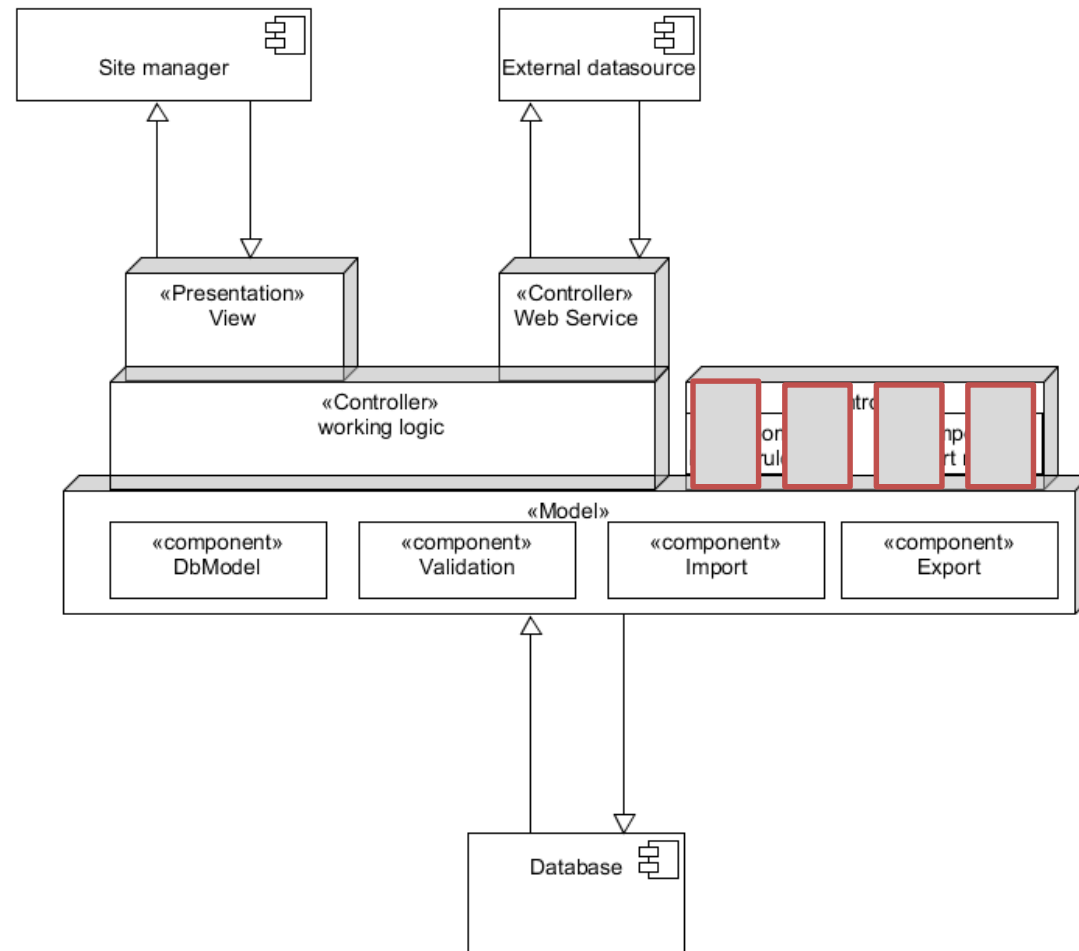 Site manager
External datasource
«Presentation»
View
«Controller»
Web Service
«Controller»
working logic
«Model»
«component»
DbModel
«component»
Validation
«component»
Import
«component»
Export
Database